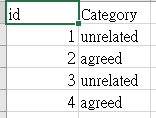 id Category
1 unrelated
2 agreed
3 unrelated
4 agreed